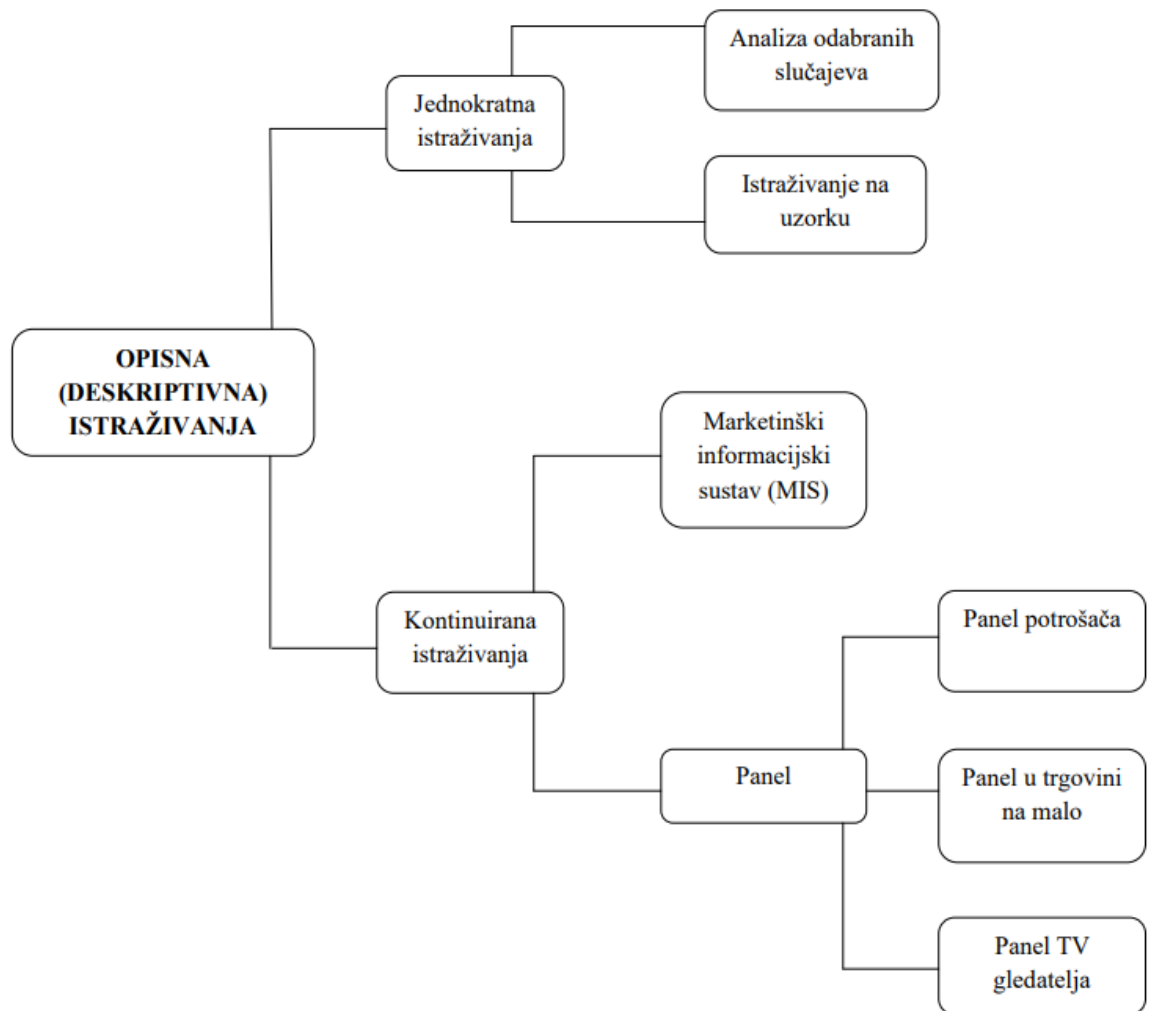 Analiza odabranih
slučajeva
Jednokratna
istraživanja
Istraživanje na
uzorku
OPISNA
(DESKRIPTIVNA)
ISTRAŽIVANJA
Marketinški
informacijski
sustav (MIS)
Kontinuirana
istraživanja
Panel potrošača
Panel
Panel u trgovini
na malo
Panel TV
gledatelja